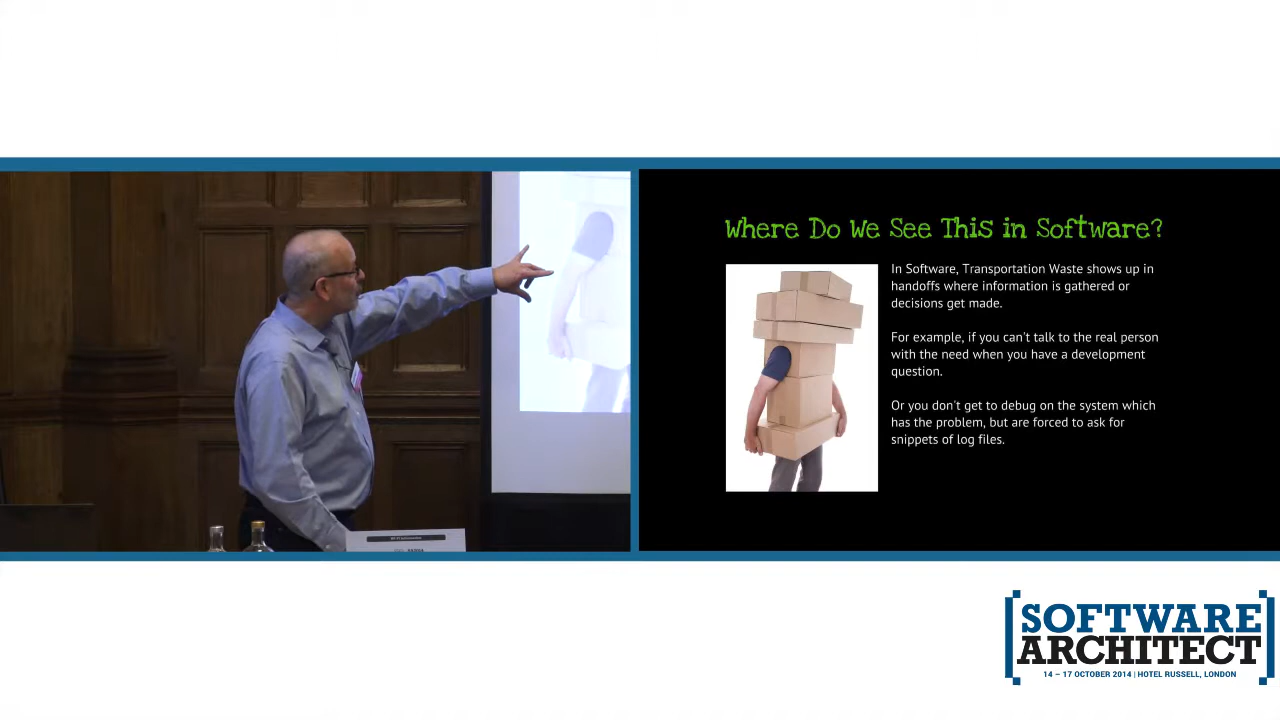 Where Do We See This in Software?
In Software, Transportation Waste shows up in
handoffs where information is gathered or
decisions get made.
For example, if you can't talk to the real person
with the need when you have a development
question.
Or you don't get to debug on the system which
has the problem, but are forced to ask for
snippets of log files.
SOFTWARE
ARCHITECT
14 – 17 OCTOBER 2014 | HOTEL RUSSELL, LONDON